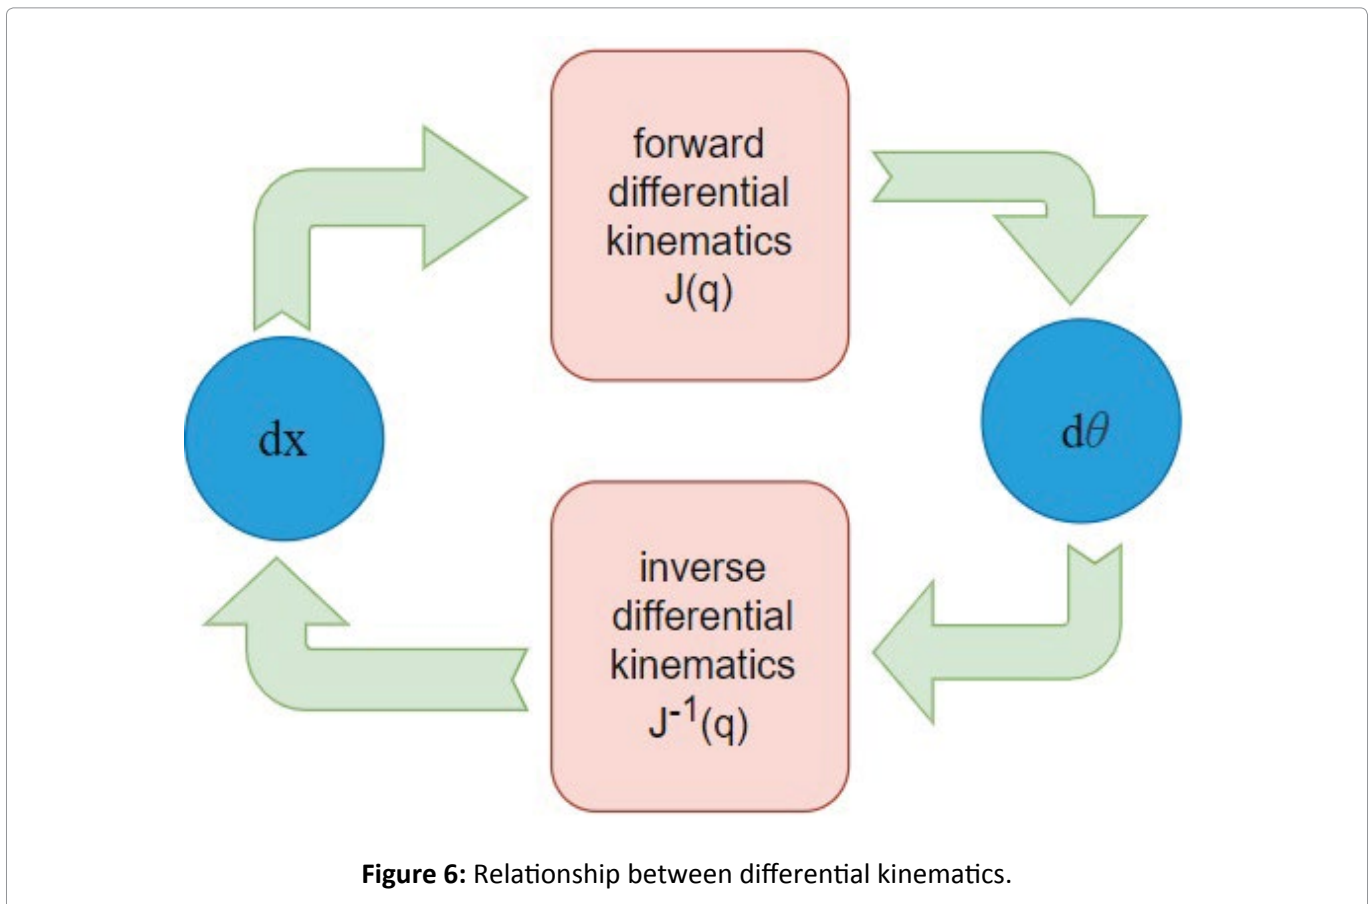 forward
differential
kinematics
J(q)
dx
dθ
inverse
differential
kinematics
J⁻¹(q)
Figure 6: Relationship between differential kinematics.